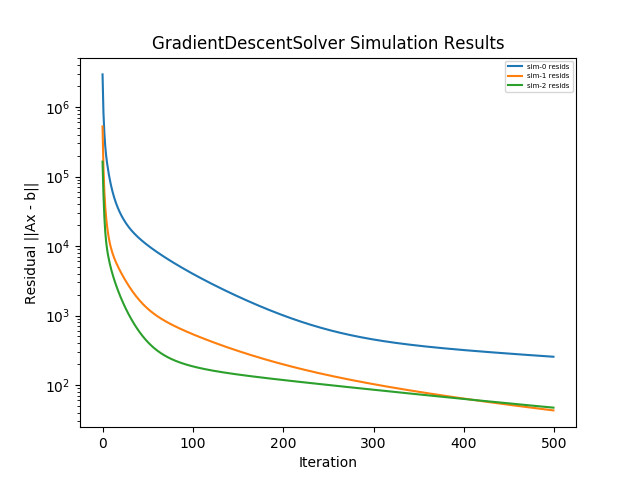 GradientDescentSolver Simulation Results
sim-0 resids
sim-1 resids
sim-2 resids
Residual ||Ax - b||
10^6
10^5
10^4
10^3
10^2
0 100 200 300 400 500
Iteration